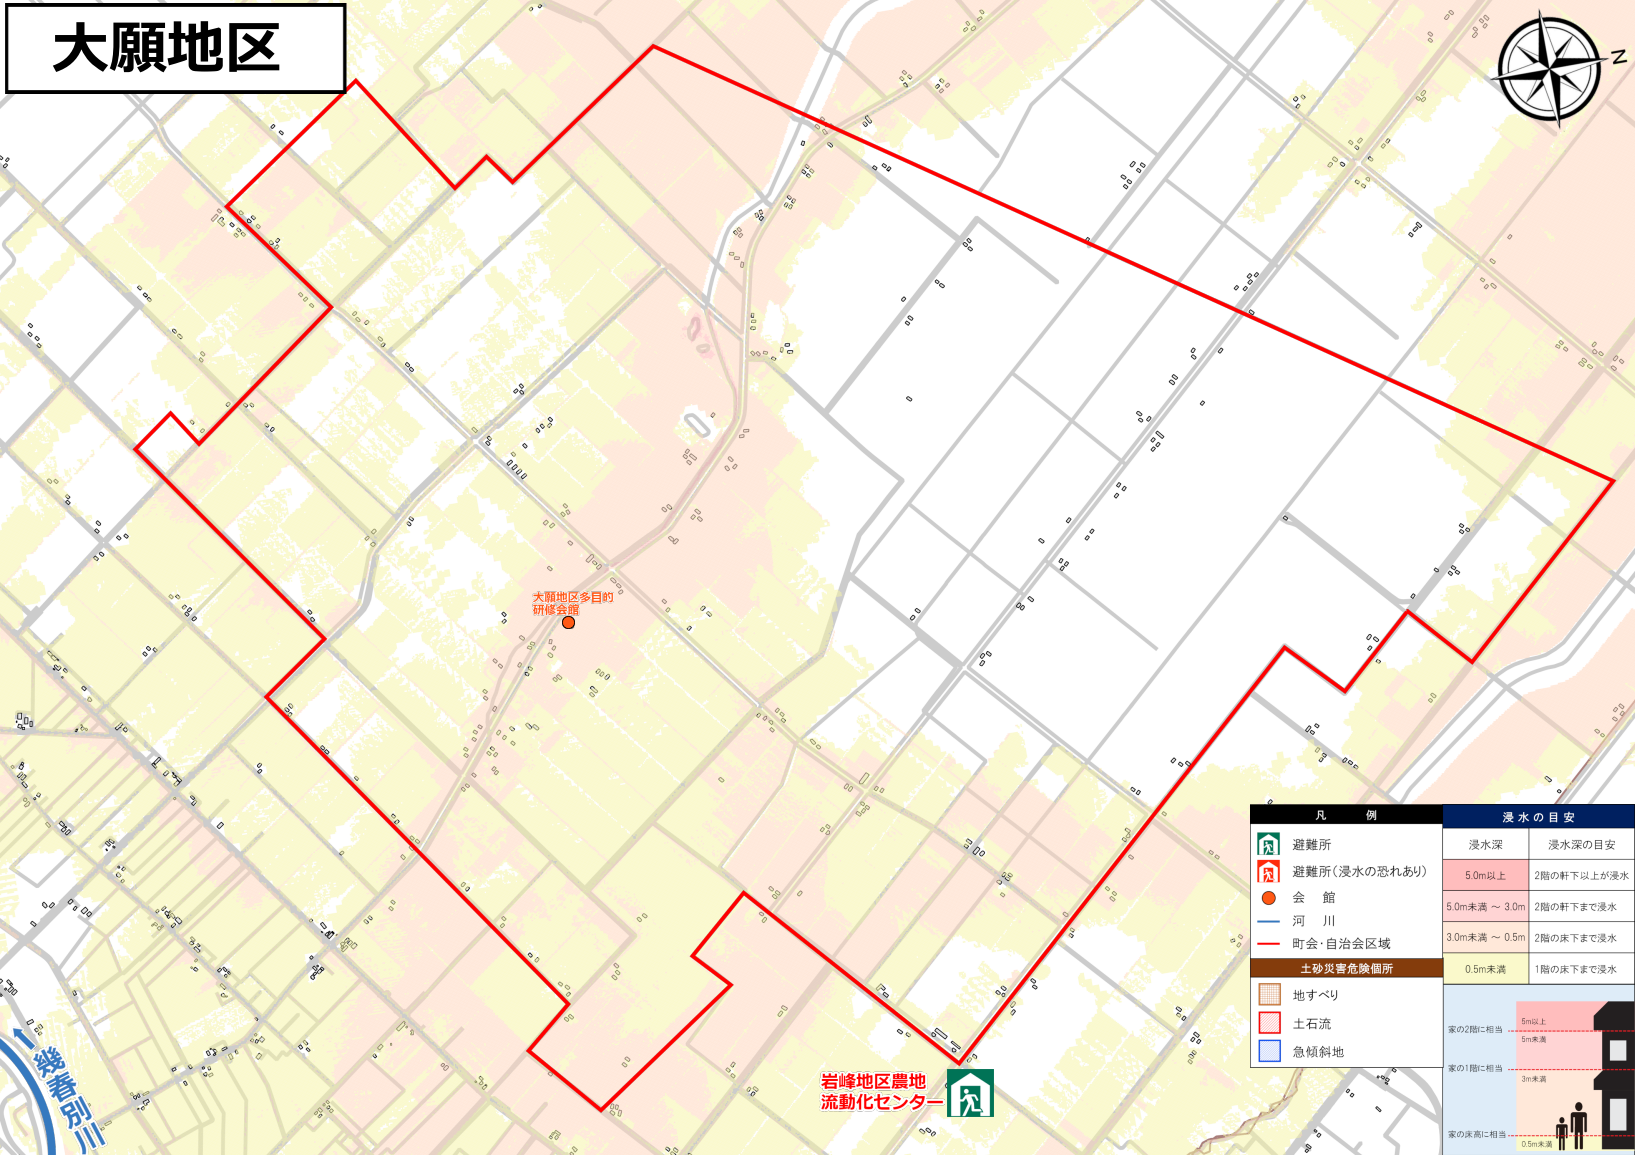 大願地区
N
大願地区多目的
研修会館
岩峰地区農地
流動化センター
幾春別川
凡 例
避難所
避難所(浸水の恐れあり)
会 館
河 川
町会・自治会区域
土砂災害危険個所
地すべり
土石流
急傾斜地
浸水の目安
浸水深 浸水深の目安
5.0m以上 2階の軒下以上が浸水
5.0m未満 ～ 3.0m 2階の軒下まで浸水
3.0m未満 ～ 0.5m 2階の床下まで浸水
0.5m未満 1階の床下まで浸水
家の2階に相当
5m以上
5m未満
家の1階に相当
3m未満
家の床高に相当
0.5m未満